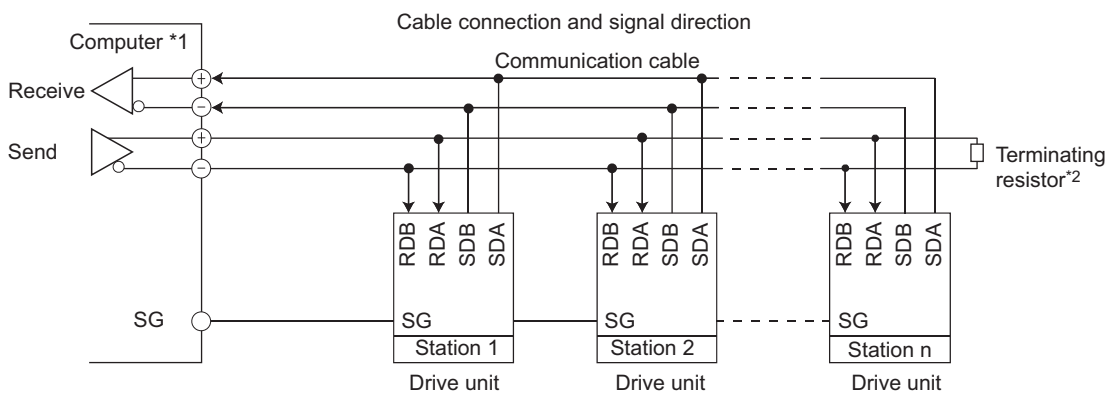 Cable connection and signal direction
Computer *1
Communication cable
Receive
+
−
Send
+
−
Terminating
resistor*2
RDB RDA SDB SDA
RDB RDA SDB SDA
RDB RDA SDB SDA
SG
SG
SG
SG
Station 1
Station 2
Station n
Drive unit
Drive unit
Drive unit